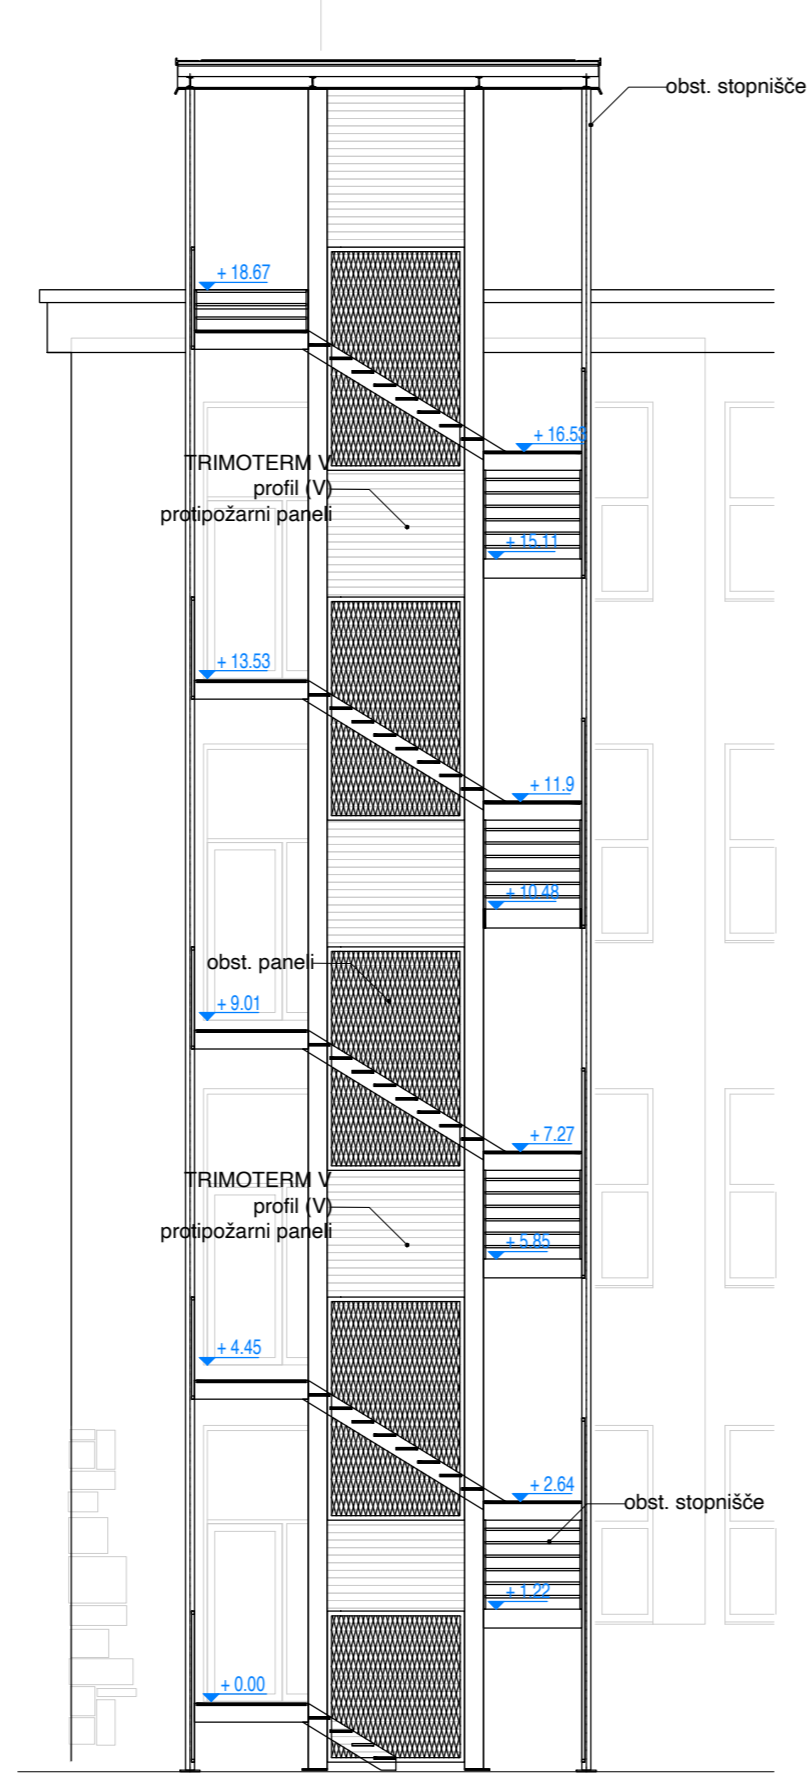 obst. stopnišče
+ 18.67
+ 16.53
TRIMOTERM V
profil (V)
protipožarni paneli
+ 15.11
+ 13.53
+ 11.9
+ 10.48
obst. paneli
+ 9.01
+ 7.27
TRIMOTERM V
profil (V)
protipožarni paneli
+ 5.85
+ 4.45
+ 2.64
obst. stopnišče
+ 1.22
+ 0.00